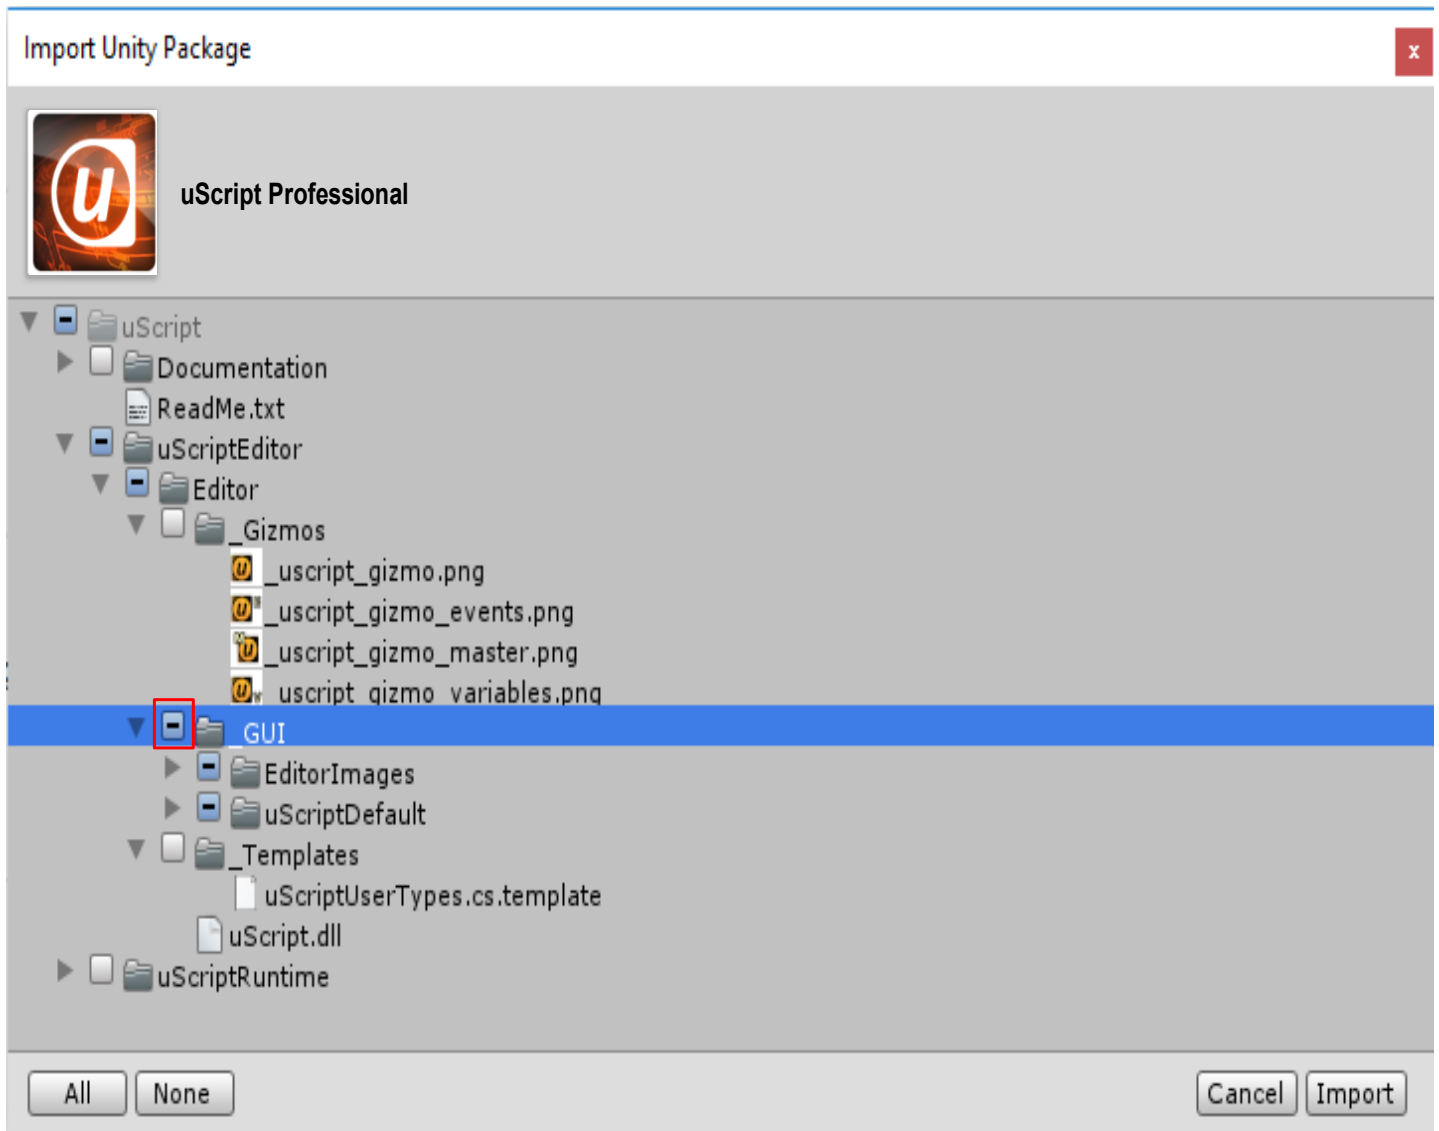 Import Unity Package
x
u
uScript Professional
uScript
Documentation
ReadMe.txt
uScriptEditor
Editor
_Gizmos
_uscript_gizmo.png
_uscript_gizmo_events.png
_uscript_gizmo_master.png
_uscript_gizmo_variables.png
_GUI
EditorImages
uScriptDefault
_Templates
uScriptUserTypes.cs.template
uScript.dll
uScriptRuntime
All None Cancel Import